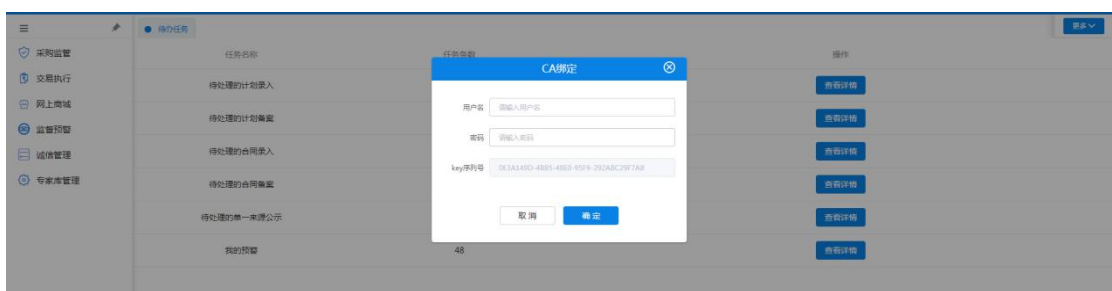 待办任务
更多
采购监管
交易执行
网上商城
监督预警
诚信管理
专家库管理
任务名称 任务条数 操作
待处理的计划录入 查看详情
待处理的计划备案 查看详情
待处理的合同录入 查看详情
待处理的合同备案 查看详情
待处理的单一来源公示 查看详情
我的预警 48 查看详情
CA绑定
用户名 请输入用户名
密码 请输入密码
key序列号
取消 确定